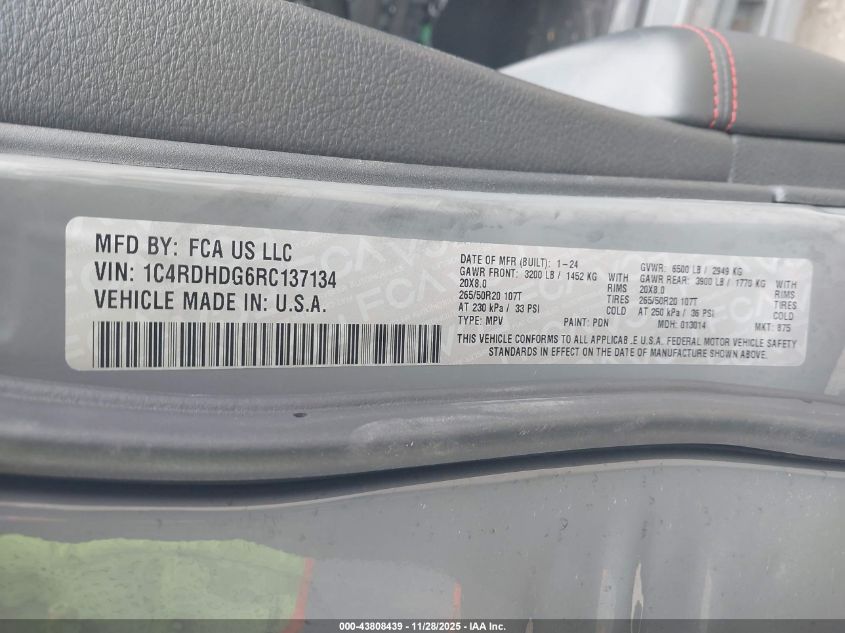 MFD BY: FCA US LLC
VIN: 1C4RDHDG6RC137134
VEHICLE MADE IN: U.S.A.
DATE OF MFR (BUILT): 1-24 GVWR: 6500 LB / 2949 KG
GAWR FRONT: 3200 LB / 1452 KG WITH GAWR REAR: 3900 LB / 1770 KG WITH
20X8.0 RIMS 20X8.0 RIMS
265/50R20 107T TIRES 265/50R20 107T TIRES
AT 230 kPa / 33 PSI COLD AT 250 kPa / 36 PSI COLD
TYPE: MPV PAINT: PDN MDH: 013014 MKT: 875
THIS VEHICLE CONFORMS TO ALL APPLICAB .E U.S.A. FEDERAL MOTOR VEHICLE SAFETY
STANDARDS IN EFFECT ON THE DATE OF MANUFACTURE SHOWN ABOVE.
000-43808439 - 11/28/2025 - IAA Inc.